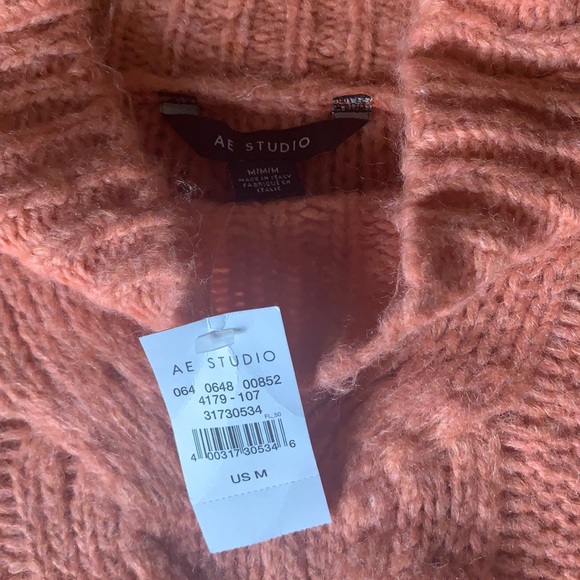 AE STUDIO
M/M/M
MADE IN ITALY
FABRIQUÉ EN
ITALIE
AE STUDIO
064 0648 00852
4179 - 107
31730534
FL_50
4 00317 30534 6
US M